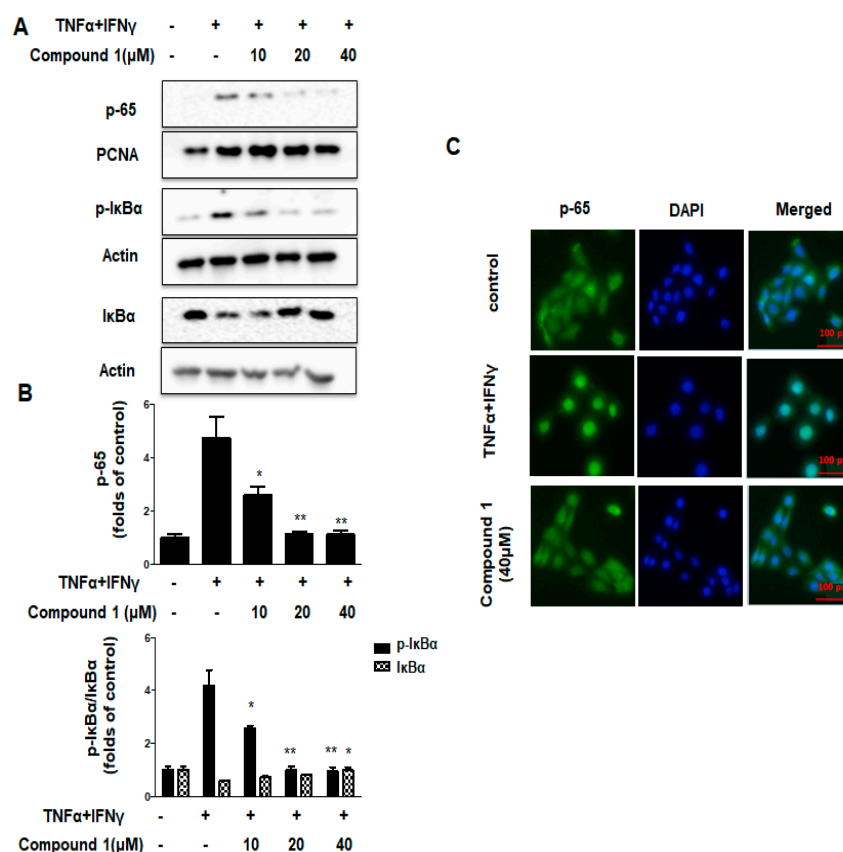 A
TNFα+IFNγ - + + + +
Compound 1(μM) - - 10 20 40
p-65
PCNA
p-IκBα
Actin
IκBα
Actin
B
p-65
(folds of control)
6
4
2
0
*
**
**
TNFα+IFNγ - + + + +
Compound 1 (μM) - - 10 20 40
p-IκBα/IκBα
(folds of control)
6
4
2
0
*
**
** *
p-IκBα
IκBα
TNFα+IFNγ - + + + +
Compound 1(μM) - - 10 20 40
C
p-65 DAPI Merged
control
100 p
TNFα+IFNγ
100 p
Compound 1
(40μM)
100 p